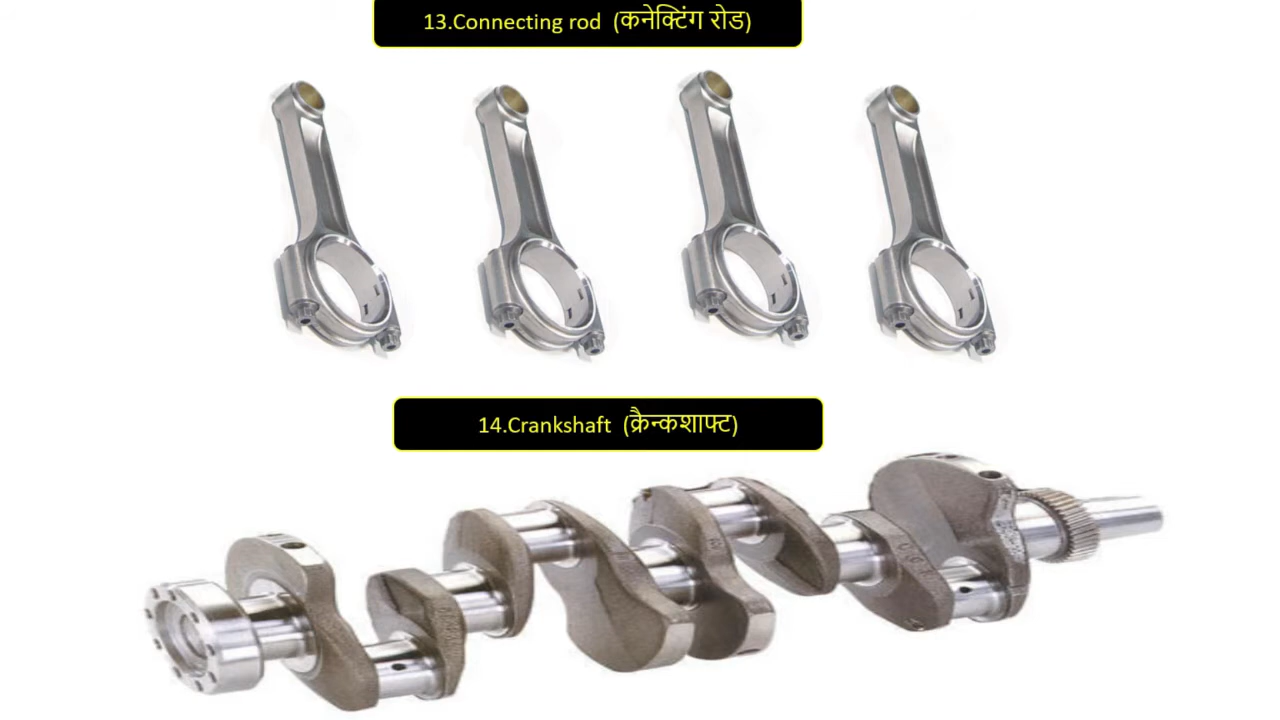 13.Connecting rod (कनेक्टिंग रोड)
14.Crankshaft (क्रैन्कशाफ्ट)